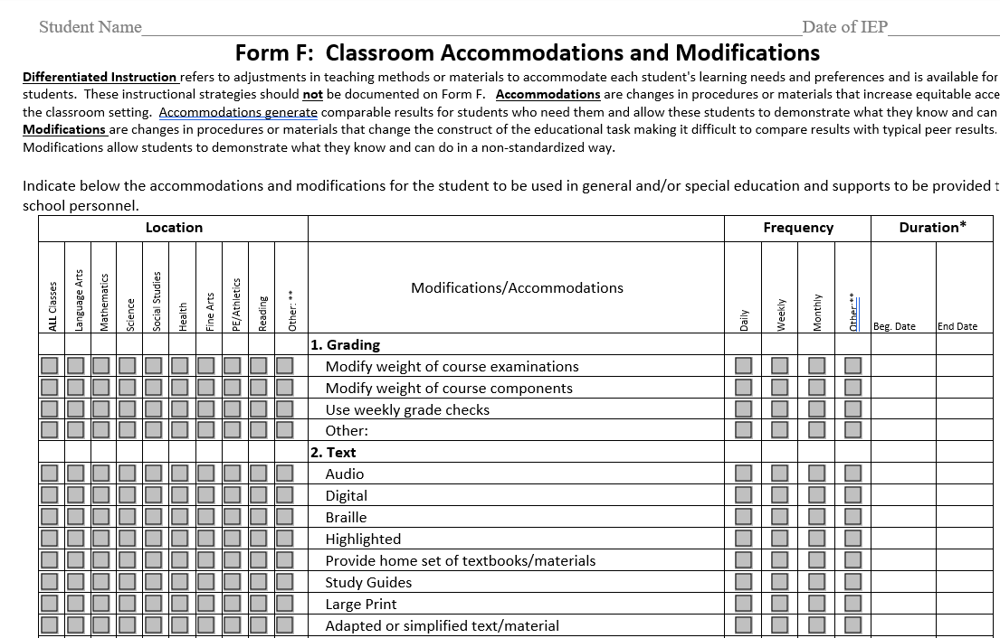 Student Name Date of IEP
Form F: Classroom Accommodations and Modifications
Differentiated Instruction refers to adjustments in teaching methods or materials to accommodate each student's learning needs and preferences and is available for
students. These instructional strategies should not be documented on Form F. Accommodations are changes in procedures or materials that increase equitable acce
the classroom setting. Accommodations generate comparable results for students who need them and allow these students to demonstrate what they know and can
Modifications are changes in procedures or materials that change the construct of the educational task making it difficult to compare results with typical peer results.
Modifications allow students to demonstrate what they know and can do in a non-standardized way.
Indicate below the accommodations and modifications for the student to be used in general and/or special education and supports to be provided t
school personnel.
Location Frequency Duration*
ALL Classes
Language Arts
Mathematics
Science
Social Studies
Health
Fine Arts
PE/Athletics
Reading
Other: **
Modifications/Accommodations
Daily
Weekly
Monthly
Other:**
Beg. Date
End Date
1. Grading
Modify weight of course examinations
Modify weight of course components
Use weekly grade checks
Other:
2. Text
Audio
Digital
Braille
Highlighted
Provide home set of textbooks/materials
Study Guides
Large Print
Adapted or simplified text/material